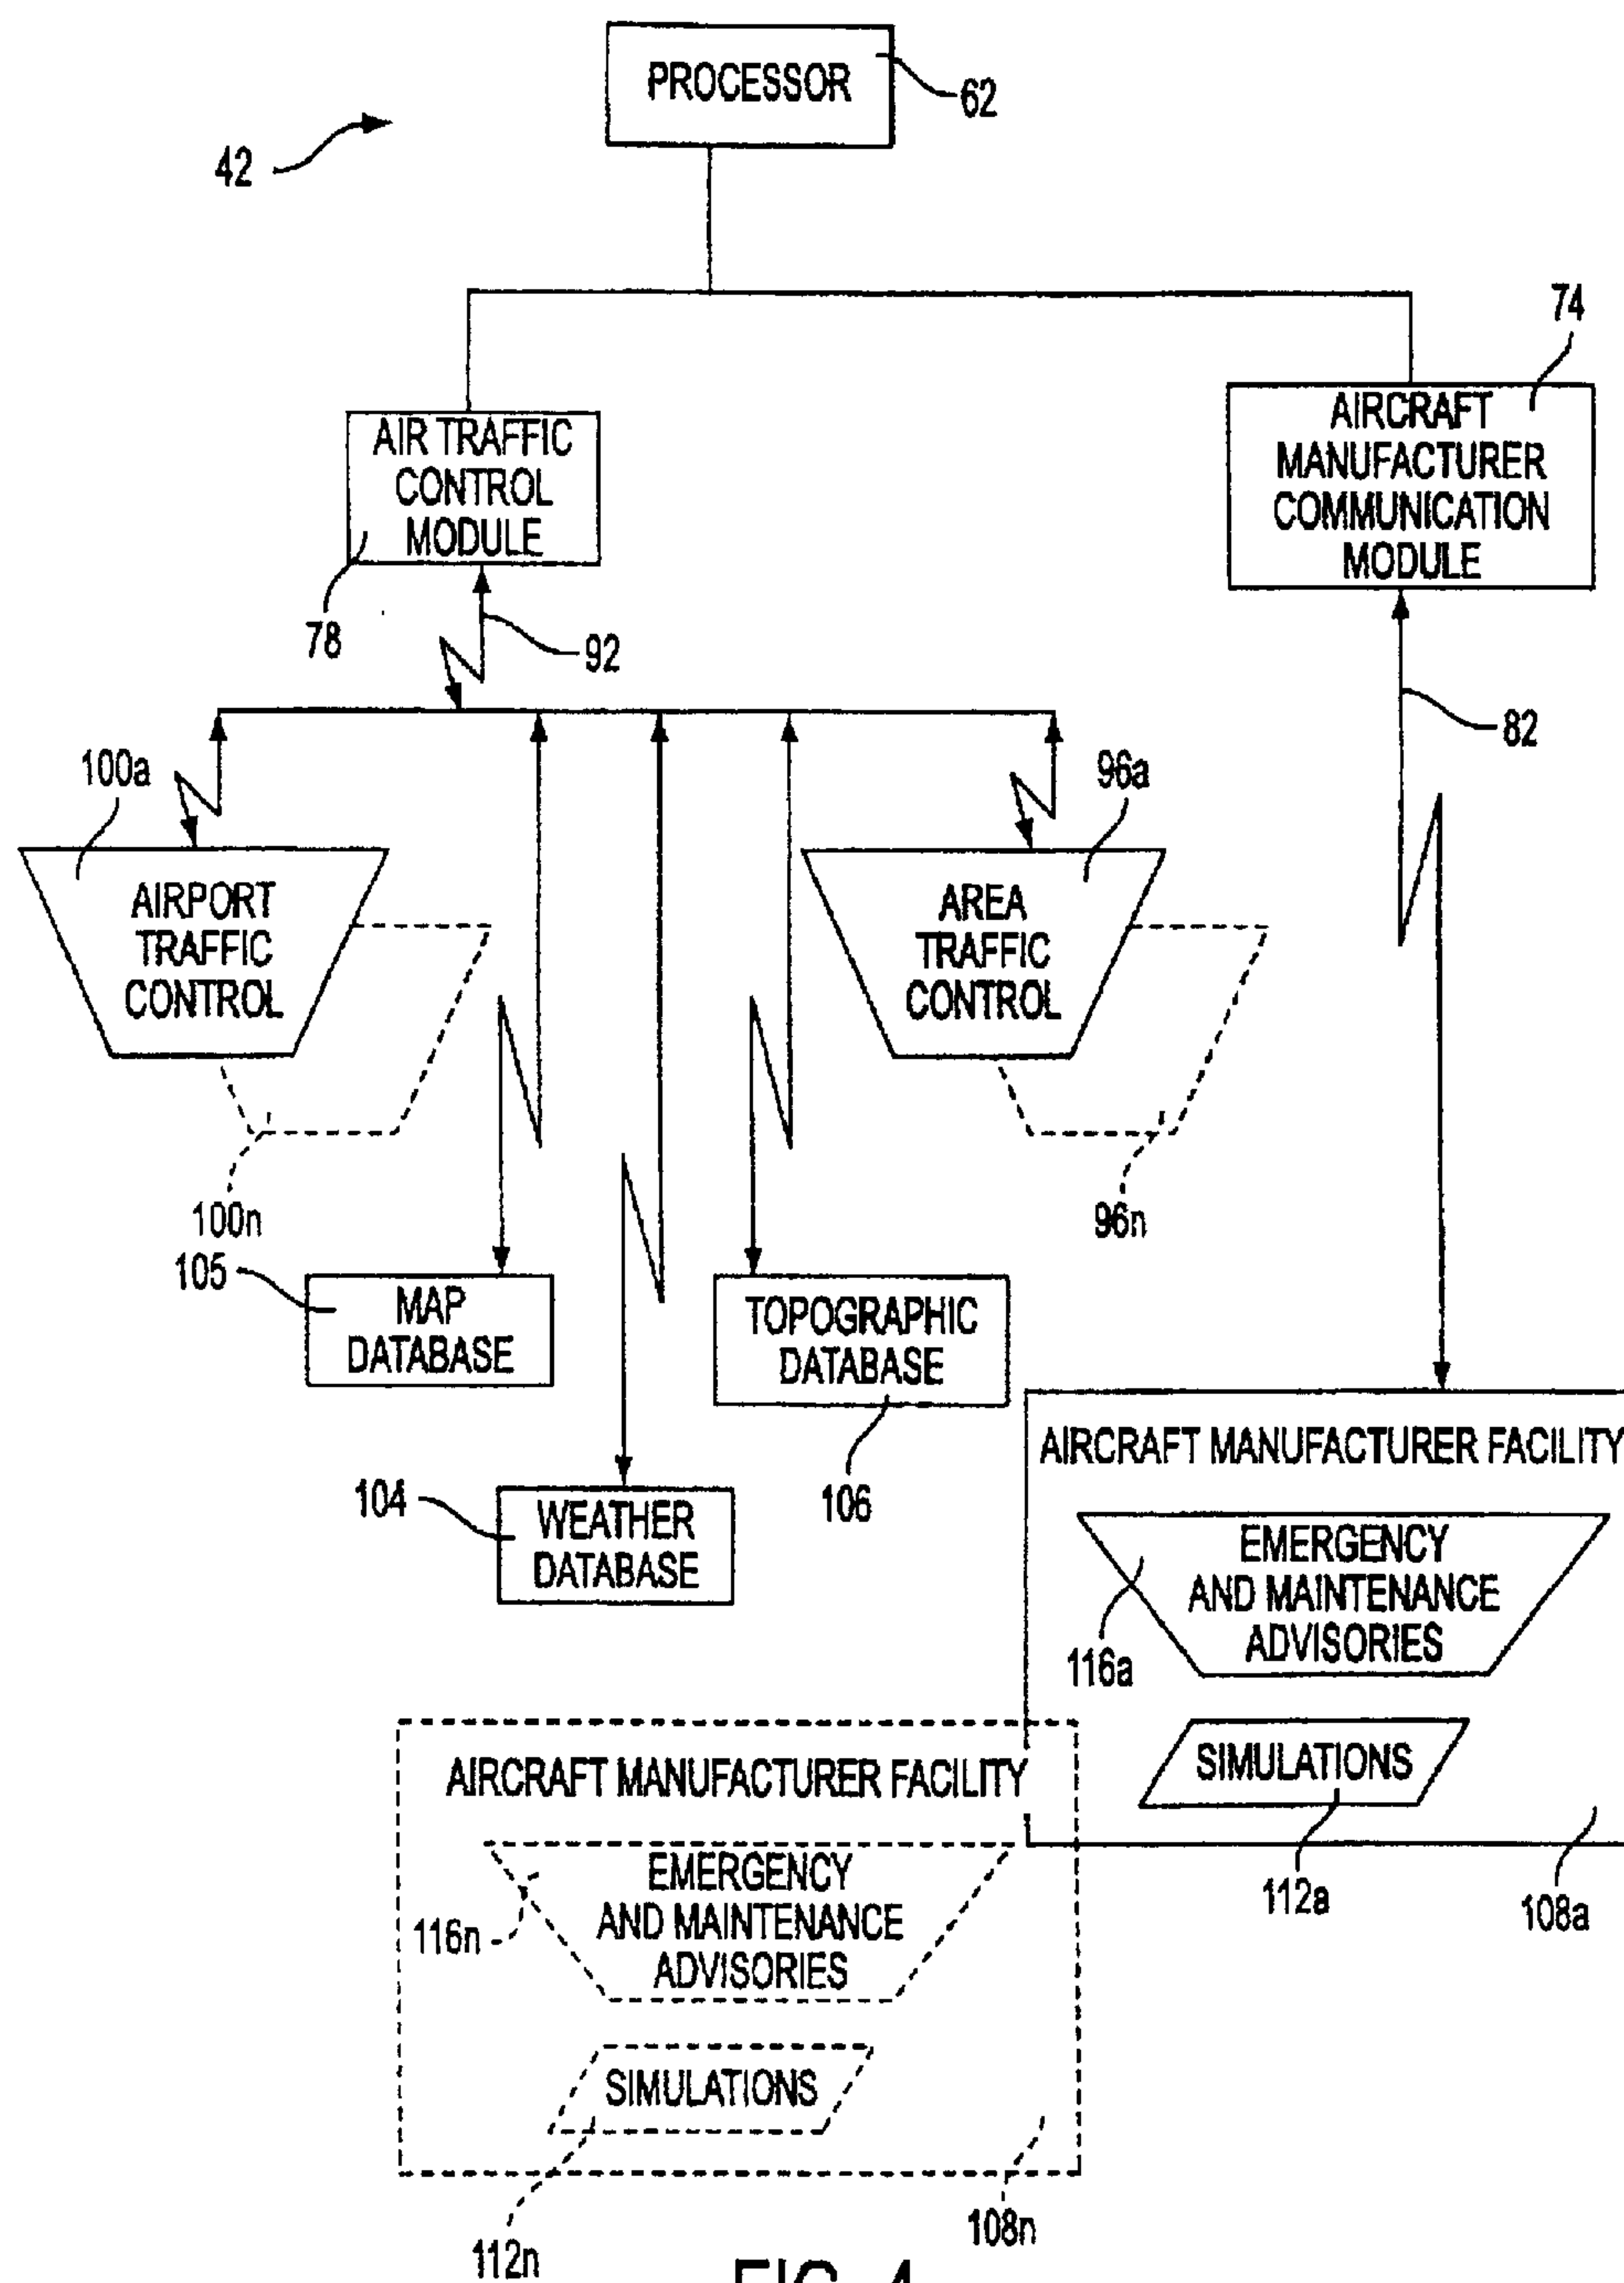 PROCESSOR
62
42
74
AIR TRAFFIC
CONTROL
MODULE
AIRCRAFT
MANUFACTURER
COMMUNICATION
MODULE
78
92
82
100a
96a
AIRPORT
TRAFFIC
CONTROL
AREA
TRAFFIC
CONTROL
100n
96n
105
MAP
DATABASE
TOPOGRAPHIC
DATABASE
104
WEATHER
DATABASE
106
AIRCRAFT MANUFACTURER FACILITY
EMERGENCY
AND MAINTENANCE
ADVISORIES
116a
SIMULATIONS
112a
108a
AIRCRAFT MANUFACTURER FACILITY
EMERGENCY
AND MAINTENANCE
ADVISORIES
116n
SIMULATIONS
112n
108n
FIG. 4